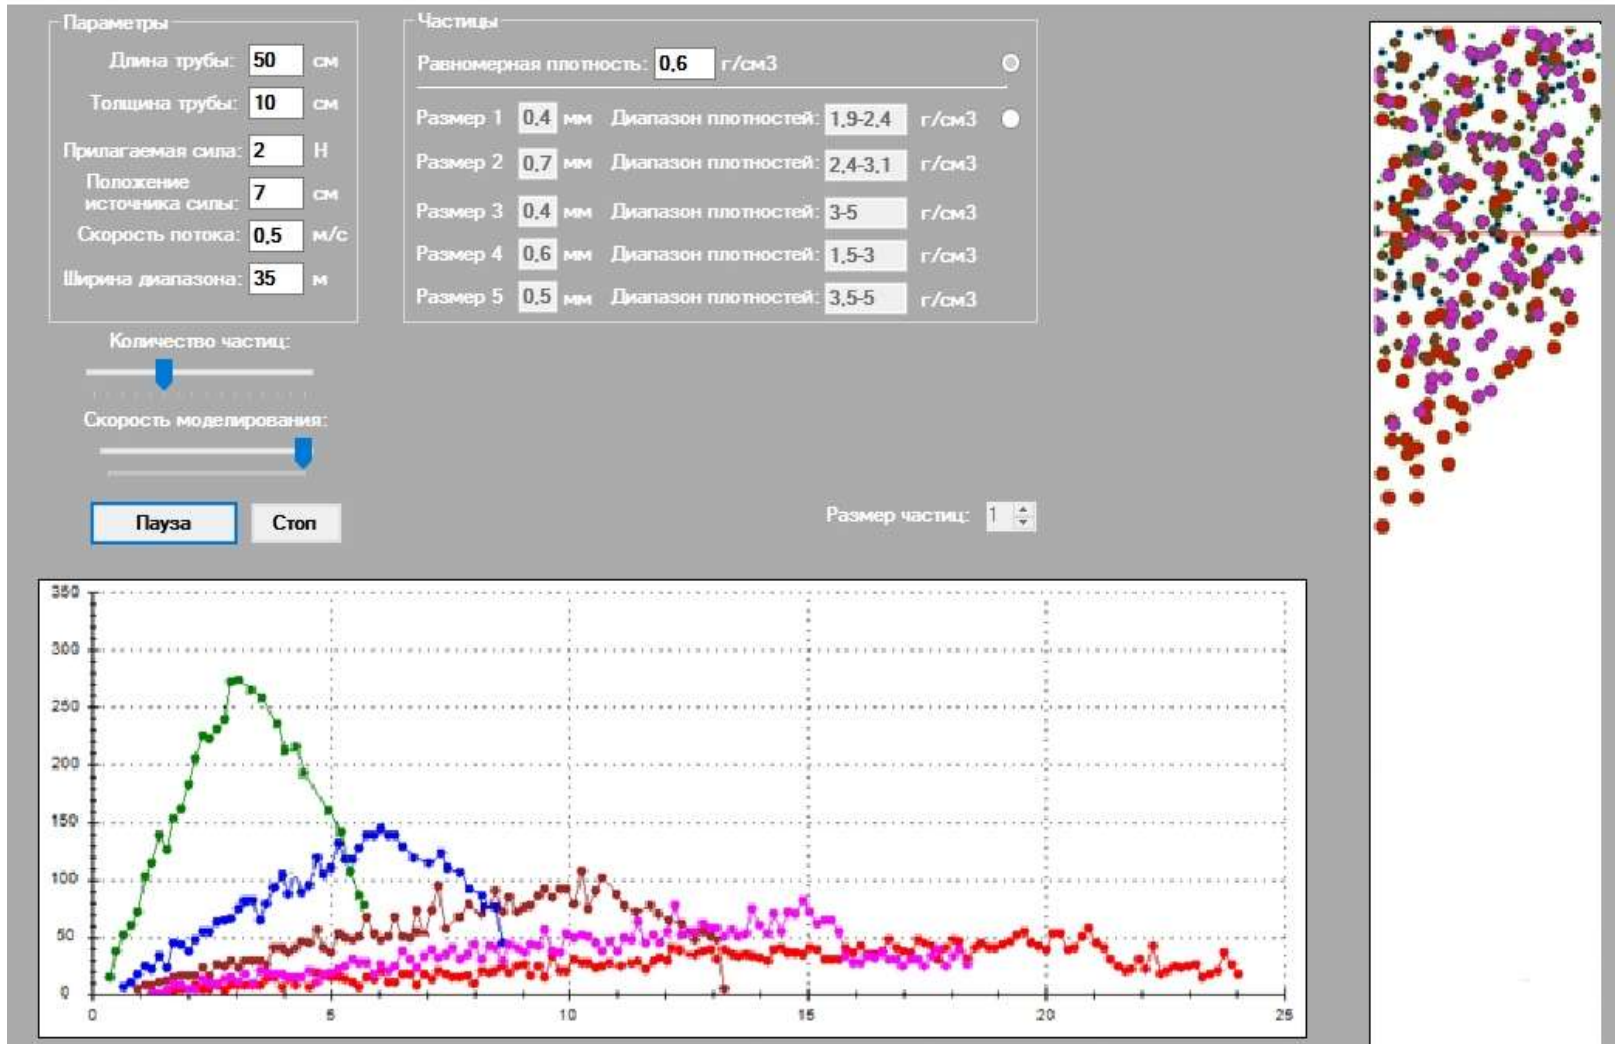 Параметры
Длина трубы: 50 см
Толщина трубы: 10 см
Прилагаемая сила: 2 Н
Положение
источника силы: 7 см
Скорость потока: 0,5 м/с
Ширина диапазона: 35 м
Частицы
Равномерная плотность: 0,6 г/см3
Размер 1 0,4 мм Диапазон плотностей: 1,9-2,4 г/см3
Размер 2 0,7 мм Диапазон плотностей: 2,4-3,1 г/см3
Размер 3 0,4 мм Диапазон плотностей: 3-5 г/см3
Размер 4 0,6 мм Диапазон плотностей: 1,5-3 г/см3
Размер 5 0,5 мм Диапазон плотностей: 3,5-5 г/см3
Количество частиц:
Скорость моделирования:
Пауза Стоп
Размер частиц: 1
350
300
250
200
150
100
50
0
0 5 10 15 20 25